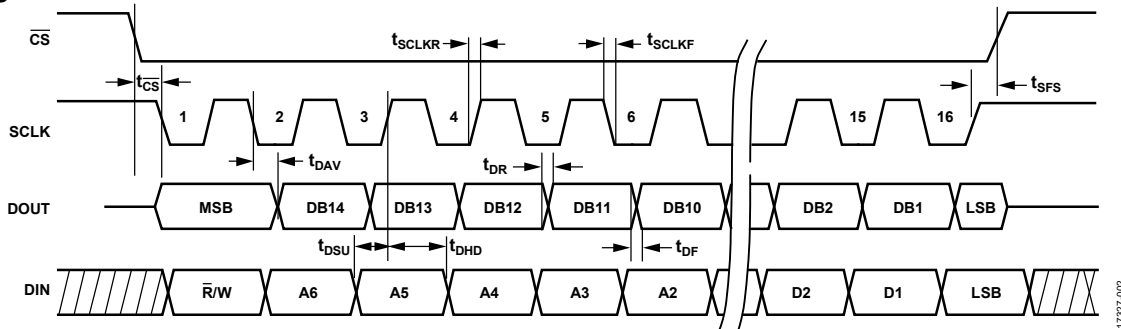 CS
tSCLKR
tSCLKF
tCS
tSFS
SCLK
1 2 3 4 5 6 15 16
tDAV
tDR
DOUT
MSB DB14 DB13 DB12 DB11 DB10 DB2 DB1 LSB
tDSU
tDHD
tDF
DIN
R/W A6 A5 A4 A3 A2 D2 D1 LSB